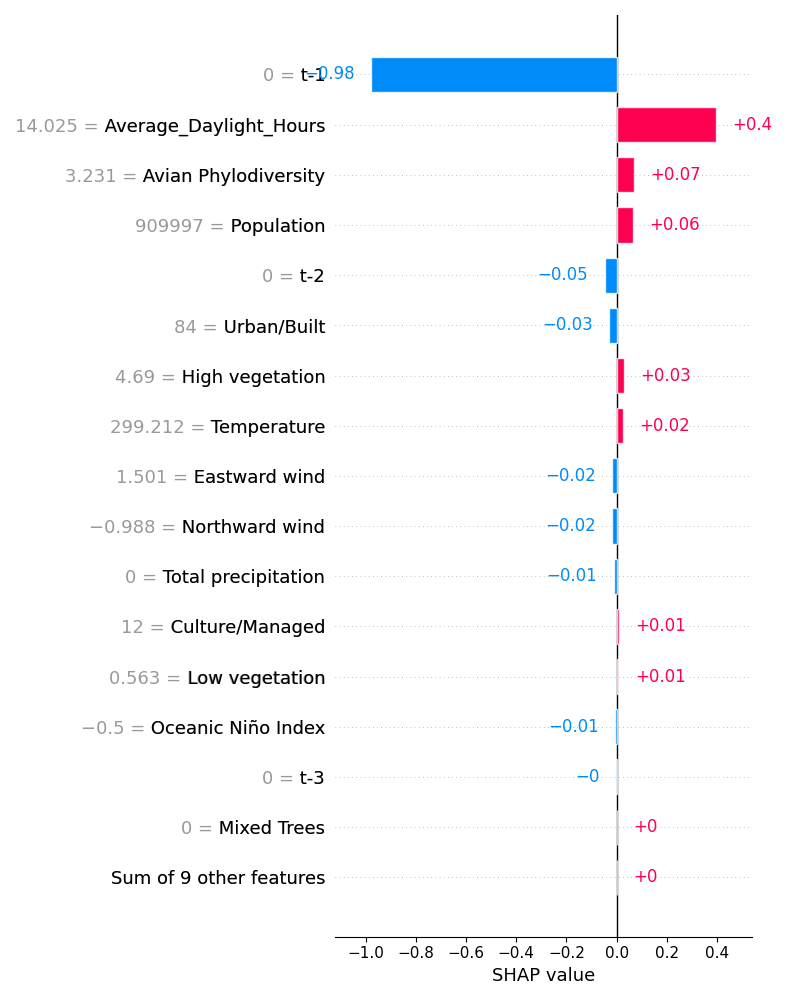 0 = t-1 −0.98
14.025 = Average_Daylight_Hours +0.4
3.231 = Avian Phylodiversity +0.07
909997 = Population +0.06
0 = t-2 −0.05
84 = Urban/Built −0.03
4.69 = High vegetation +0.03
299.212 = Temperature +0.02
1.501 = Eastward wind −0.02
−0.988 = Northward wind −0.02
0 = Total precipitation −0.01
12 = Culture/Managed +0.01
0.563 = Low vegetation +0.01
−0.5 = Oceanic Niño Index −0.01
0 = t-3 −0
0 = Mixed Trees +0
Sum of 9 other features +0
−1.0 −0.8 −0.6 −0.4 −0.2 0.0 0.2 0.4
SHAP value